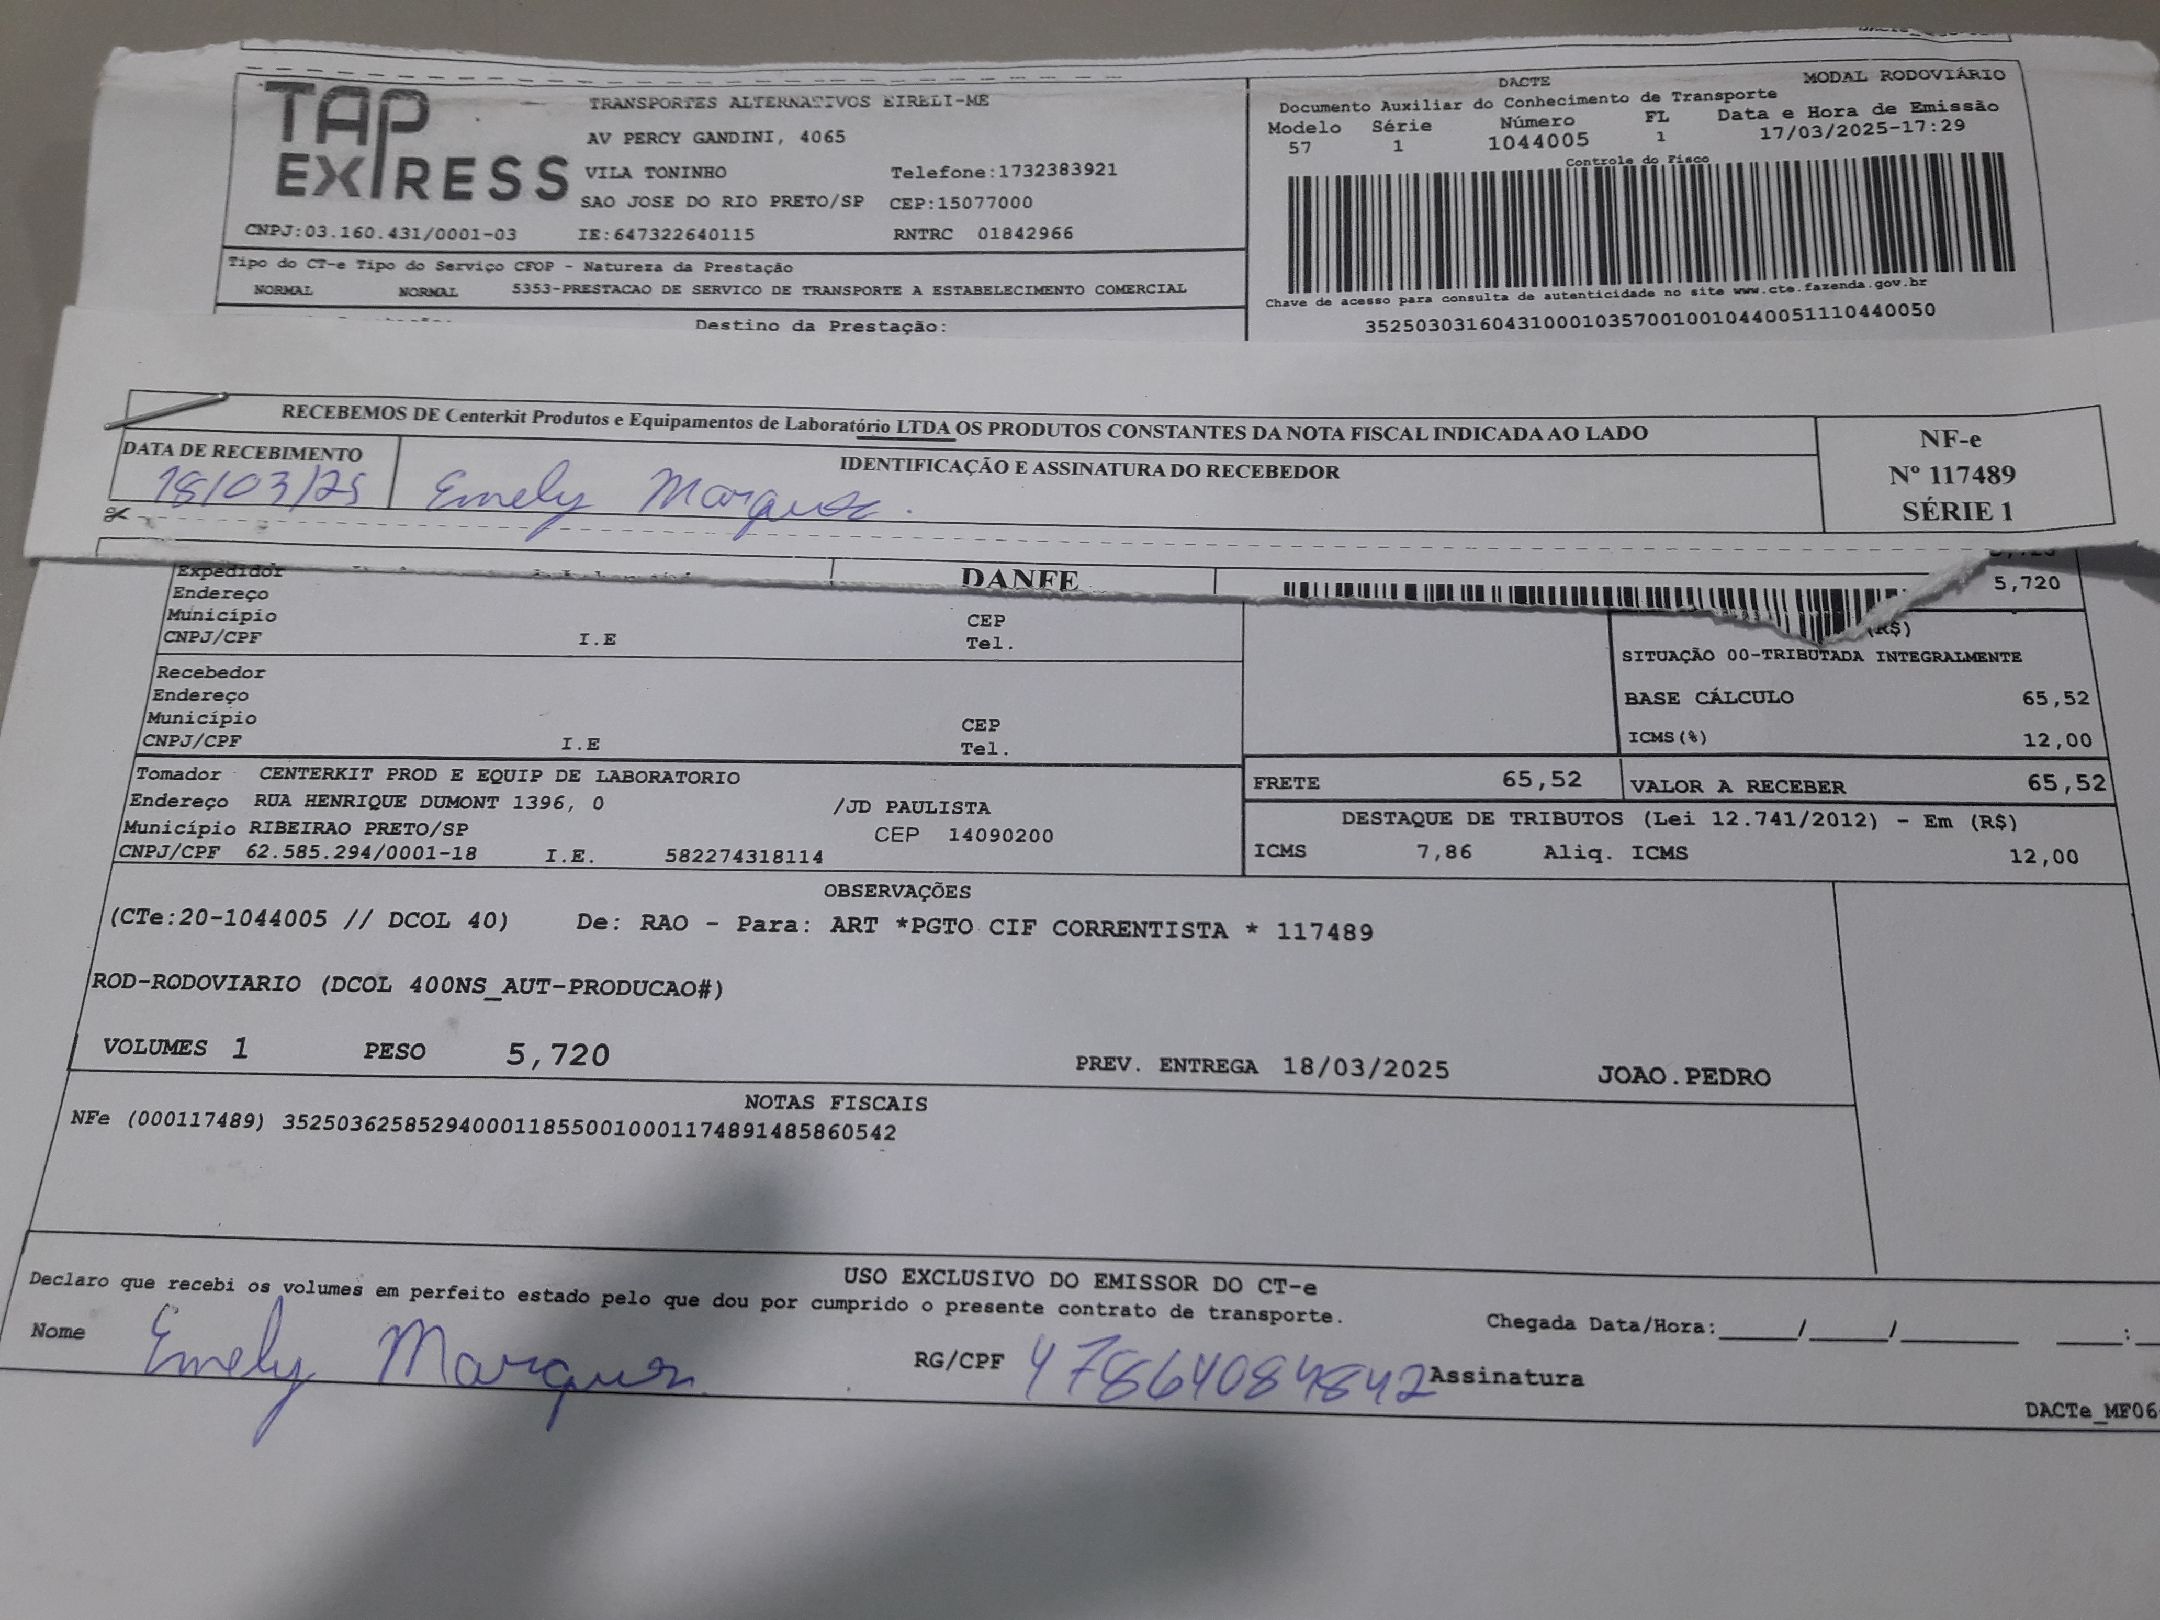 TAP EXPRESS
TRANSPORTES ALTERNATIVOS EIRELI-ME
AV PERCY GANDINI, 4065
VILA TONINHO Telefone:1732383921
SAO JOSE DO RIO PRETO/SP CEP:15077000
CNPJ:03.160.431/0001-03 IE:647322640115 RNTRC 01842966
Tipo do CT-e Tipo do Serviço CFOP - Natureza da Prestação
NORMAL NORMAL 5353-PRESTACAO DE SERVICO DE TRANSPORTE A ESTABELECIMENTO COMERCIAL
Destino da Prestação:
DACTE MODAL RODOVIÁRIO
Documento Auxiliar do Conhecimento de Transporte
Modelo Série Número FL Data e Hora de Emissão
57 1 1044005 1 17/03/2025-17:29
Controle do Fisco
Chave de acesso para consulta de autenticidade no site www.cte.fazenda.gov.br
35250303160431000103570010010440051110440050
RECEBEMOS DE Centerkit Produtos e Equipamentos de Laboratório LTDA OS PRODUTOS CONSTANTES DA NOTA FISCAL INDICADA AO LADO
DATA DE RECEBIMENTO
18/03/25
IDENTIFICAÇÃO E ASSINATURA DO RECEBEDOR
Emely Marques.
NF-e
Nº 117489
SÉRIE 1
DANFE
Expedidor
Endereço
Município CEP
CNPJ/CPF I.E Tel.
Recebedor
Endereço
Município CEP
CNPJ/CPF I.E Tel.
5,720
(R$)
SITUAÇÃO 00-TRIBUTADA INTEGRALMENTE
BASE CÁLCULO 65,52
ICMS(%) 12,00
Tomador CENTERKIT PROD E EQUIP DE LABORATORIO
Endereço RUA HENRIQUE DUMONT 1396, 0 /JD PAULISTA
Município RIBEIRAO PRETO/SP CEP 14090200
CNPJ/CPF 62.585.294/0001-18 I.E. 582274318114
FRETE 65,52 VALOR A RECEBER 65,52
DESTAQUE DE TRIBUTOS (Lei 12.741/2012) - Em (R$)
ICMS 7,86 Aliq. ICMS 12,00
OBSERVAÇÕES
(CTe:20-1044005 // DCOL 40) De: RAO - Para: ART *PGTO CIF CORRENTISTA * 117489
ROD-RODOVIARIO (DCOL 400NS_AUT-PRODUCAO#)
VOLUMES 1 PESO 5,720 PREV. ENTREGA 18/03/2025 JOAO.PEDRO
NOTAS FISCAIS
NFe (000117489) 35250362585294000118550010001174891485860542
USO EXCLUSIVO DO EMISSOR DO CT-e
Declaro que recebi os volumes em perfeito estado pelo que dou por cumprido o presente contrato de transporte.
Chegada Data/Hora:_____/_____/_______ ___:
Nome Emely Marques RG/CPF 47864084842 Assinatura
DACTe_MF06